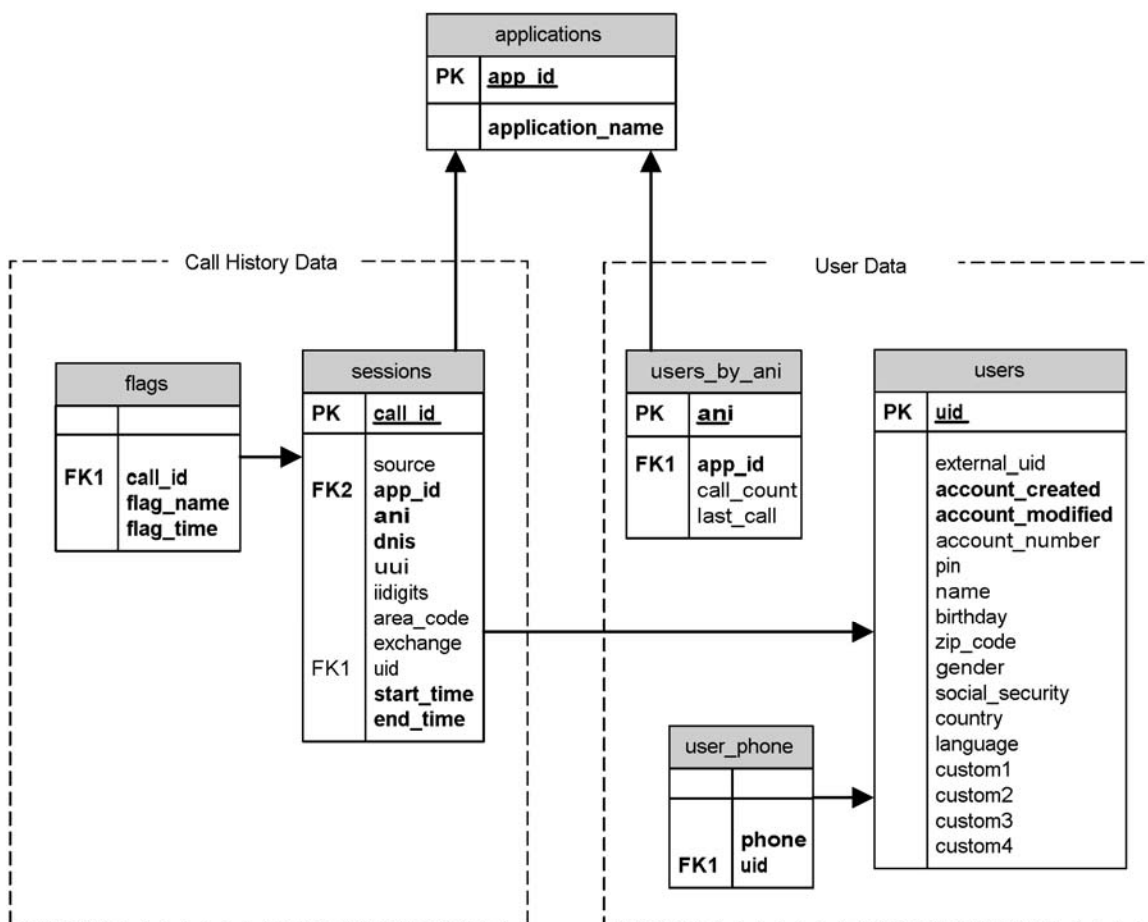 applications
PK app_id
application_name
Call History Data
User Data
flags
FK1 call_id
flag_name
flag_time
sessions
PK call_id
source
FK2 app_id
ani
dnis
uui
iidigits
area_code
exchange
FK1 uid
start_time
end_time
users_by_ani
PK ani
FK1 app_id
call_count
last_call
users
PK uid
external_uid
account_created
account_modified
account_number
pin
name
birthday
zip_code
gender
social_security
country
language
custom1
custom2
custom3
custom4
user_phone
phone
FK1 uid